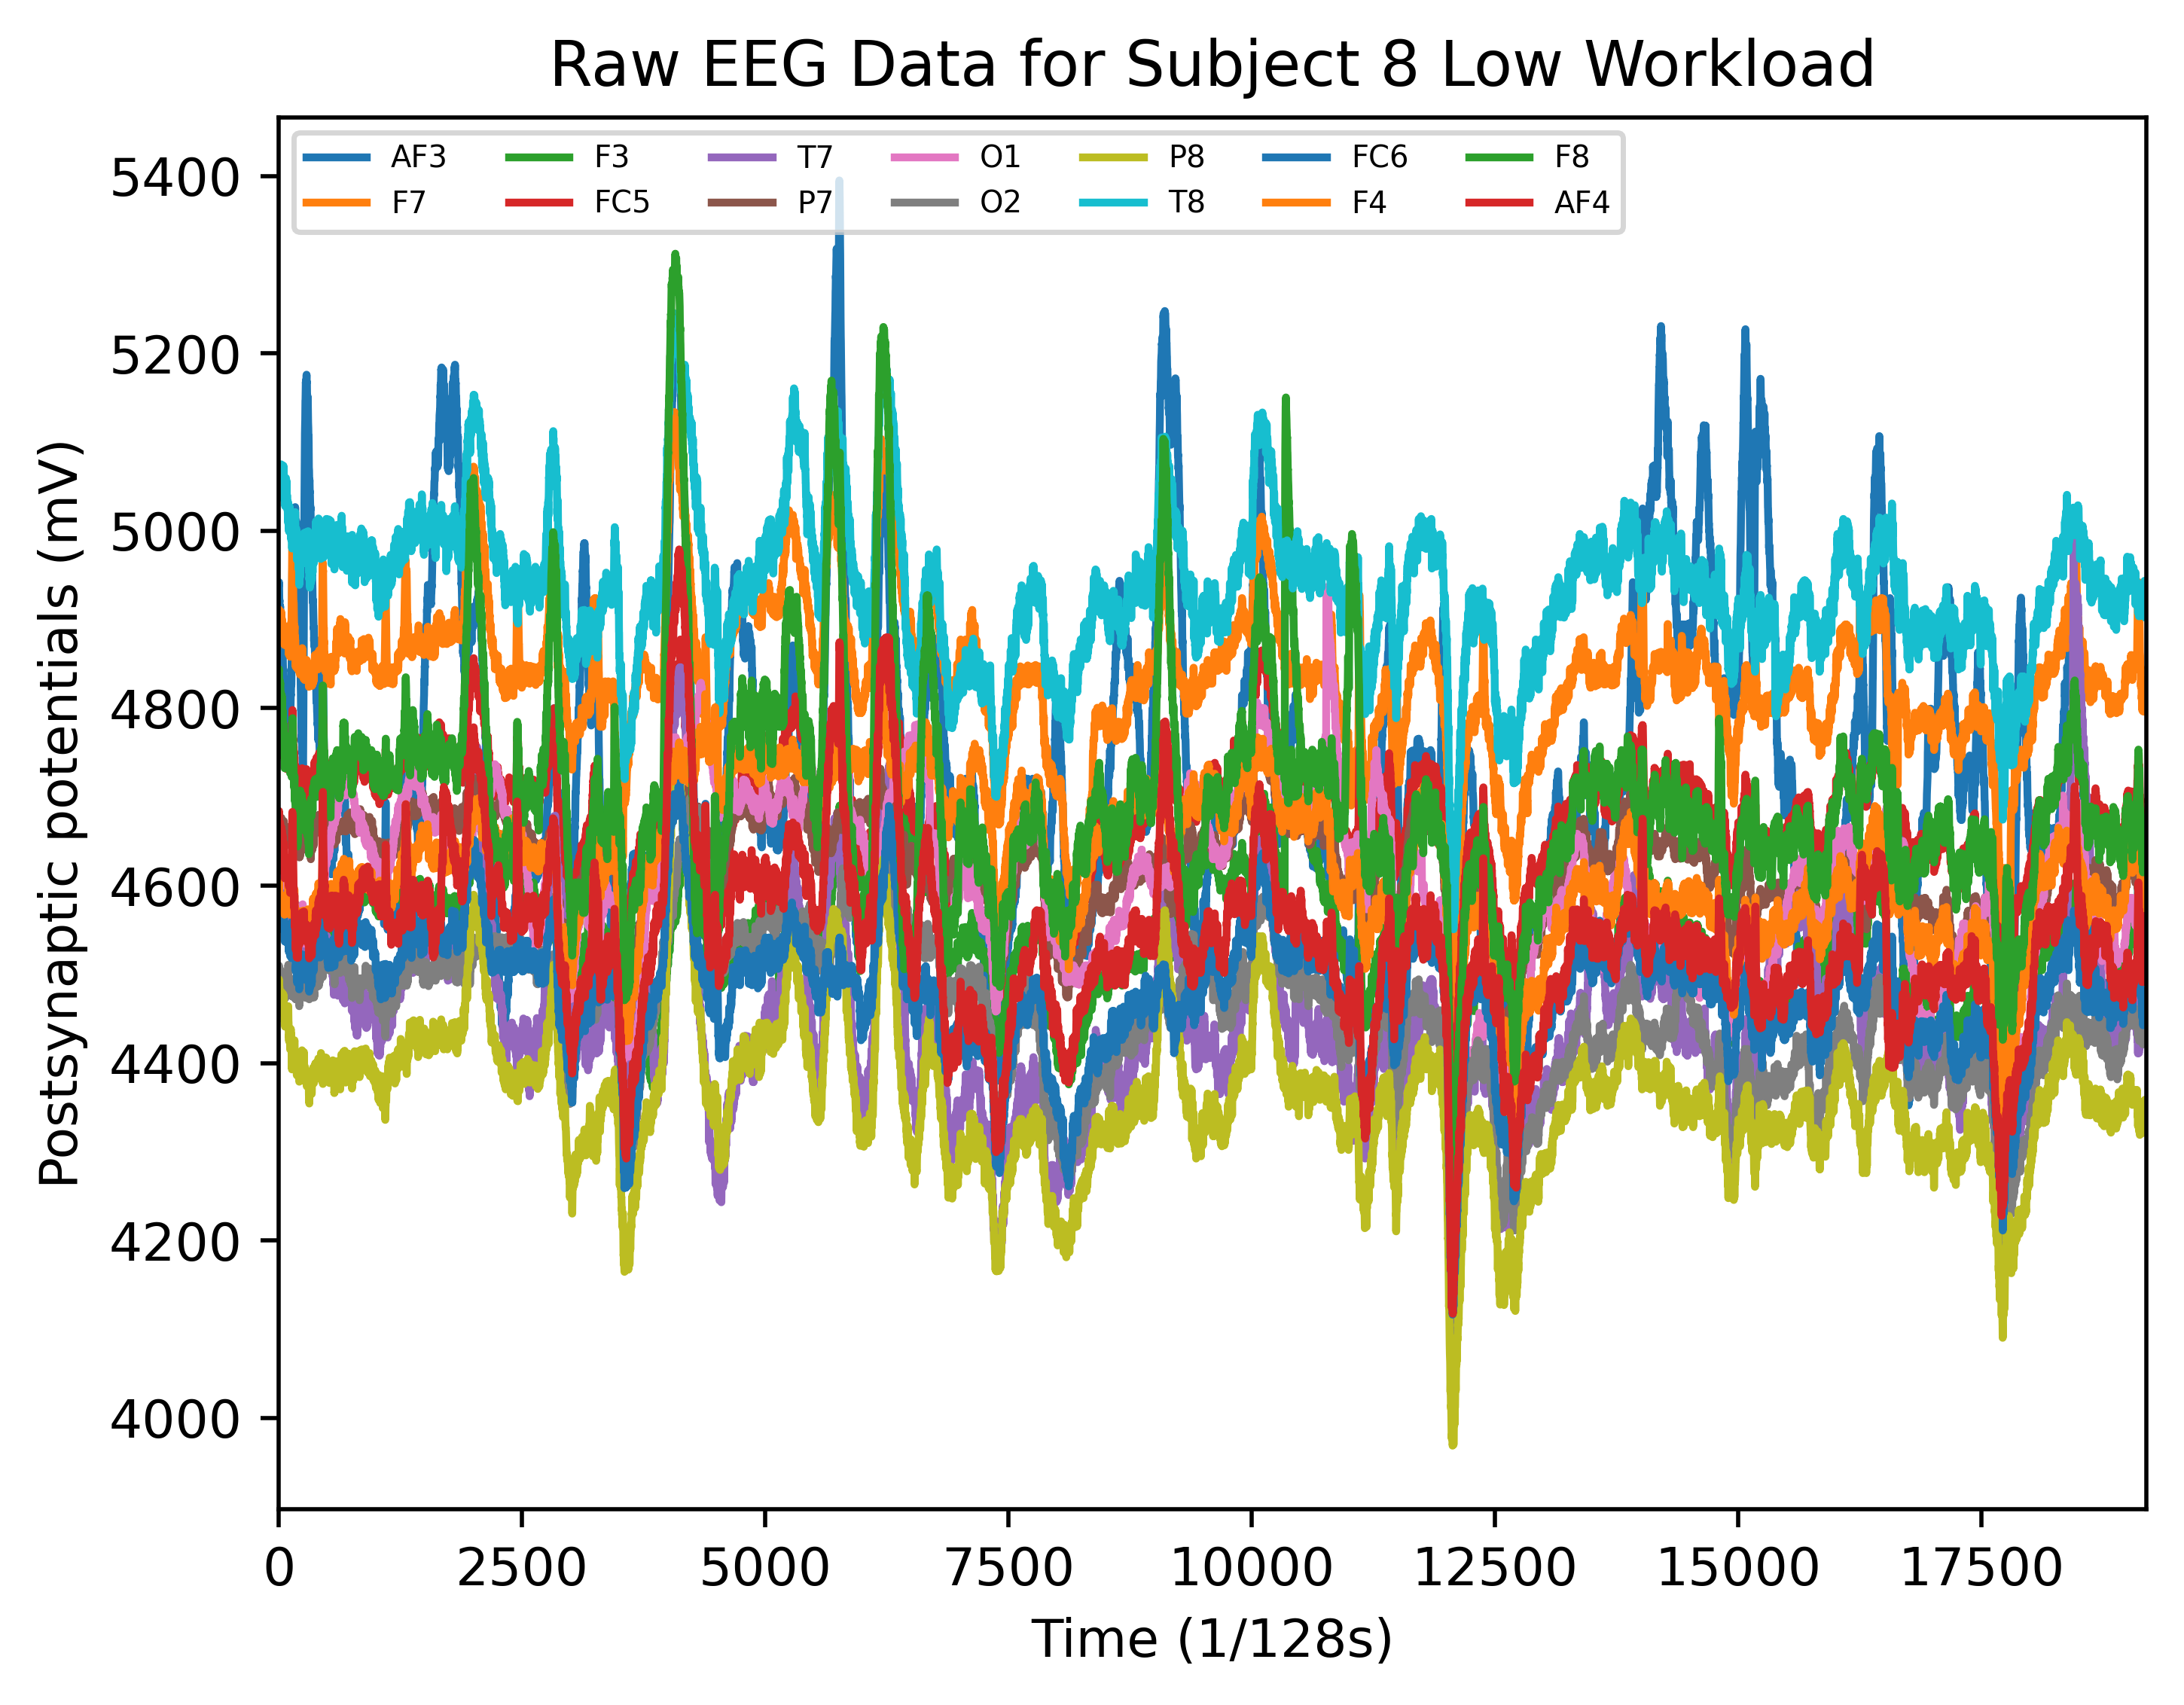 Raw EEG Data for Subject 8 Low Workload
AF3 F3 T7 O1 P8 FC6 F8
F7 FC5 P7 O2 T8 F4 AF4
5400
5200
5000
4800
4600
4400
4200
4000
Postsynaptic potentials (mV)
0 2500 5000 7500 10000 12500 15000 17500
Time (1/128s)